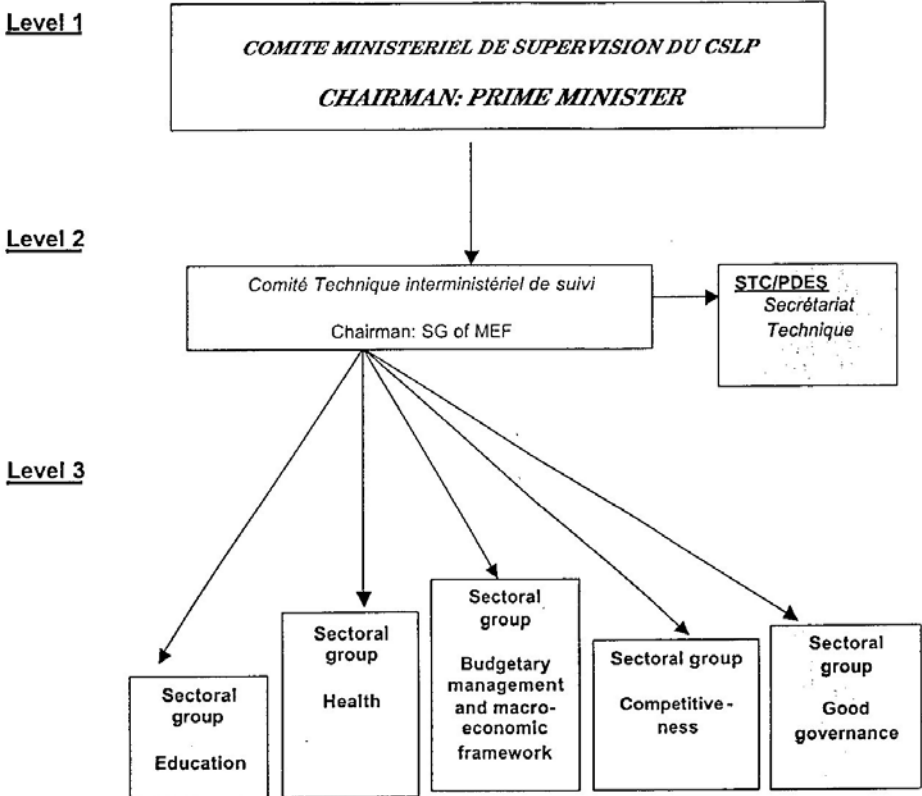 Level 1
COMITE MINISTERIEL DE SUPERVISION DU CSLP
CHAIRMAN: PRIME MINISTER
Level 2
Comité Technique interministériel de suivi
Chairman: SG of MEF
STC/PDES
Secrétariat
Technique
Level 3
Sectoral
group
Education
Sectoral
group
Health
Sectoral
group
Budgetary
management
and macro-
economic
framework
Sectoral group
Competitive-
ness
Sectoral
group
Good
governance